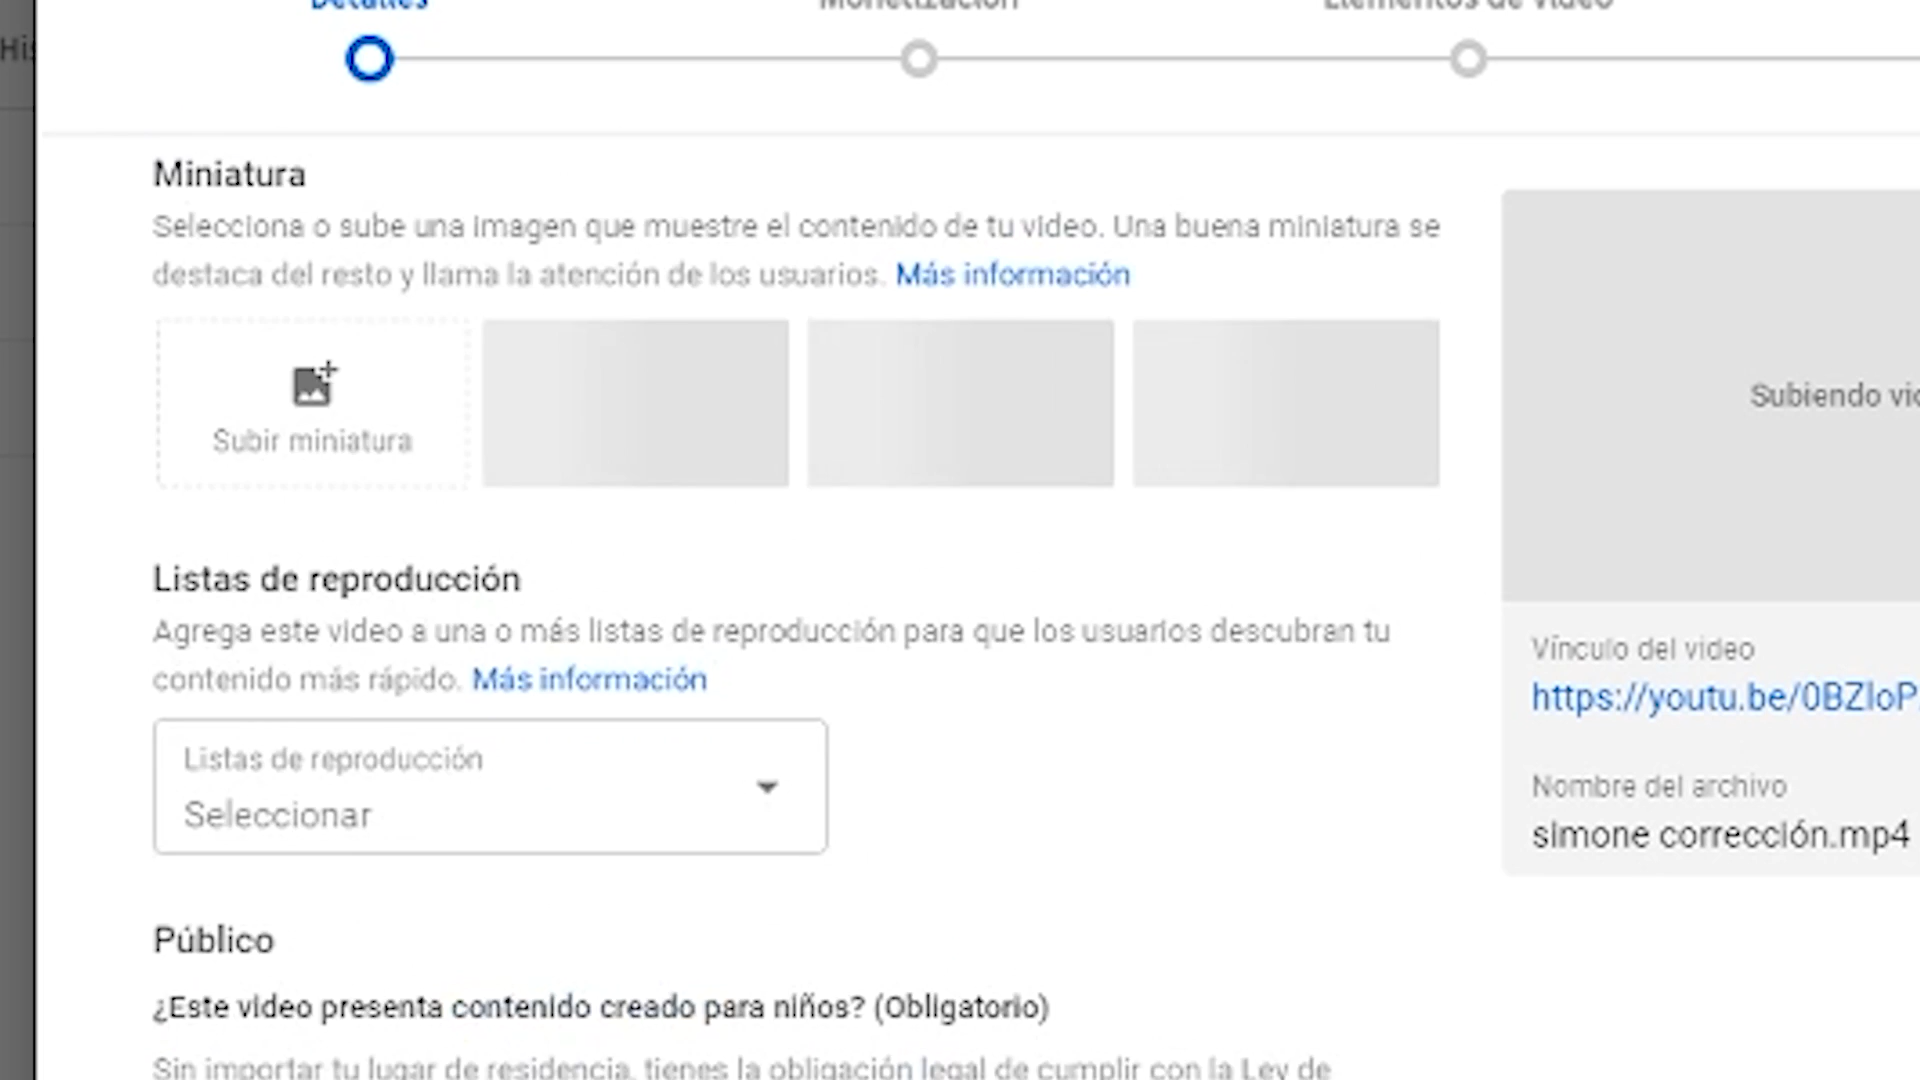 Detalles
Monetización
Elementos de video
Miniatura
Selecciona o sube una imagen que muestre el contenido de tu video. Una buena miniatura se
destaca del resto y llama la atención de los usuarios. Más información
Subir miniatura
Subiendo
Listas de reproducción
Agrega este video a una o más listas de reproducción para que los usuarios descubran tu
contenido más rápido. Más información
Listas de reproducción
Seleccionar
Vínculo del video
https://youtu.be/0BZloP
Nombre del archivo
simone corrección.mp4
Público
¿Este video presenta contenido creado para niños? (Obligatorio)
Sin importar tu lugar de residencia, tienes la obligación legal de cumplir con la Ley de